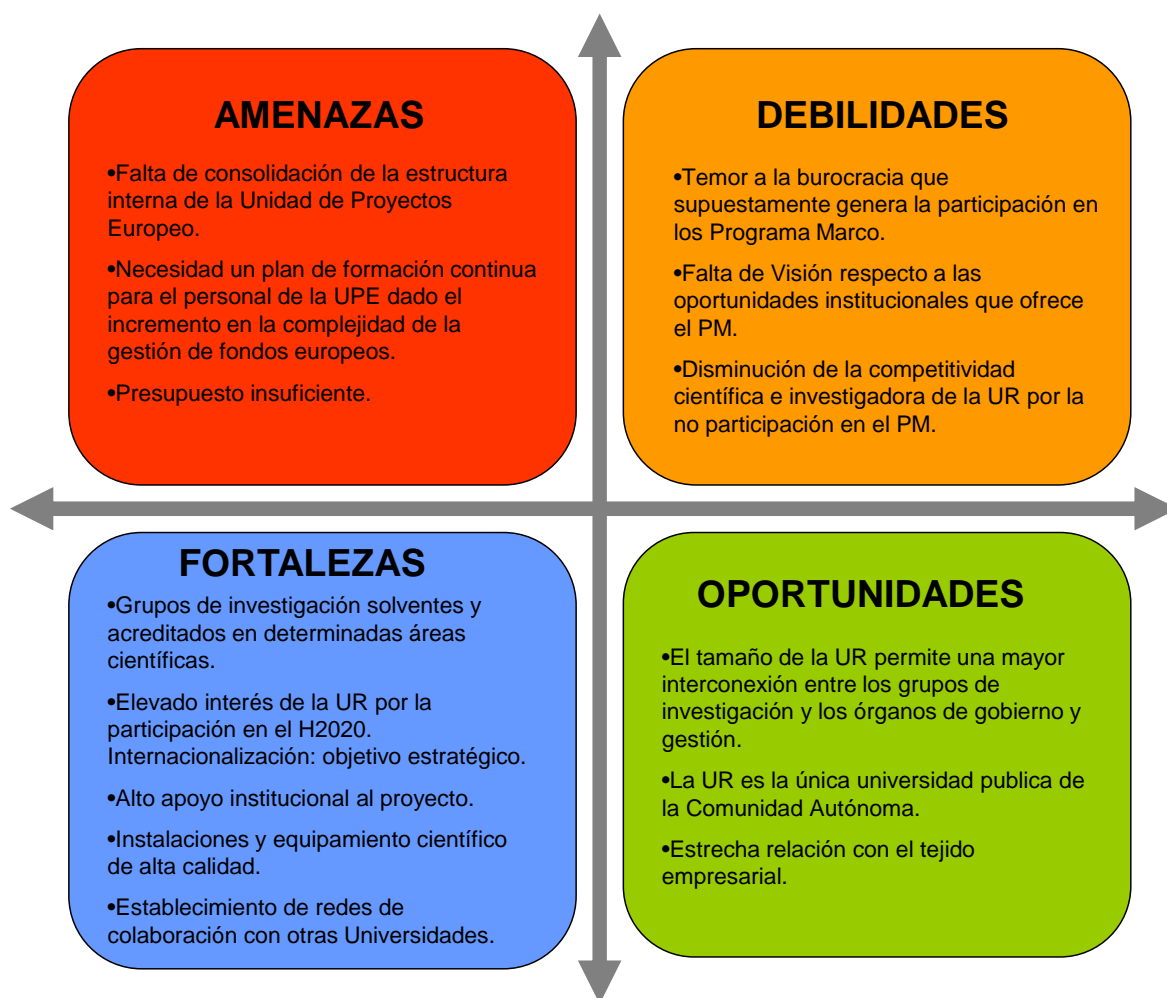 AMENAZAS
•Falta de consolidación de la estructura
interna de la Unidad de Proyectos
Europeo.
•Necesidad un plan de formación continua
para el personal de la UPE dado el
incremento en la complejidad de la
gestión de fondos europeos.
•Presupuesto insuficiente.
DEBILIDADES
•Temor a la burocracia que
supuestamente genera la participación en
los Programa Marco.
•Falta de Visión respecto a las
oportunidades institucionales que ofrece
el PM.
•Disminución de la competitividad
científica e investigadora de la UR por la
no participación en el PM.
FORTALEZAS
•Grupos de investigación solventes y
acreditados en determinadas áreas
científicas.
•Elevado interés de la UR por la
participación en el H2020.
Internacionalización: objetivo estratégico.
•Alto apoyo institucional al proyecto.
•Instalaciones y equipamiento científico
de alta calidad.
•Establecimiento de redes de
colaboración con otras Universidades.
OPORTUNIDADES
•El tamaño de la UR permite una mayor
interconexión entre los grupos de
investigación y los órganos de gobierno y
gestión.
•La UR es la única universidad publica de
la Comunidad Autónoma.
•Estrecha relación con el tejido
empresarial.